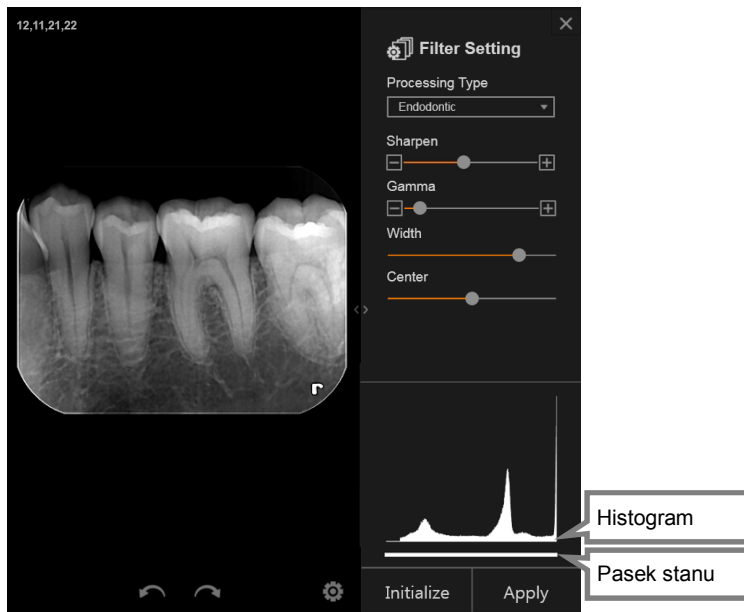 12,11,21,22
Filter Setting
Processing Type
Endodontic
Sharpen
Gamma
Width
Center
Histogram
Pasek stanu
Initialize
Apply